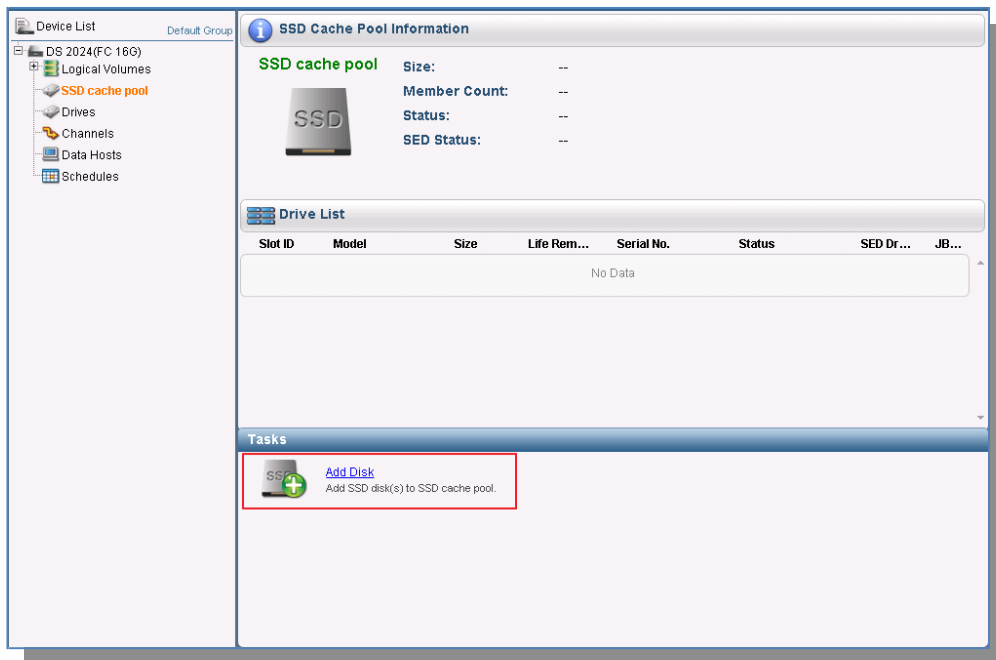 Device List
Default Group
DS 2024(FC 16G)
Logical Volumes
SSD cache pool
Drives
Channels
Data Hosts
Schedules
SSD Cache Pool Information
SSD cache pool
SSD
Size: --
Member Count: --
Status: --
SED Status: --
Drive List
Slot ID Model Size Life Rem... Serial No. Status SED Dr... JB...
No Data
Tasks
SSD
Add Disk
Add SSD disk(s) to SSD cache pool.